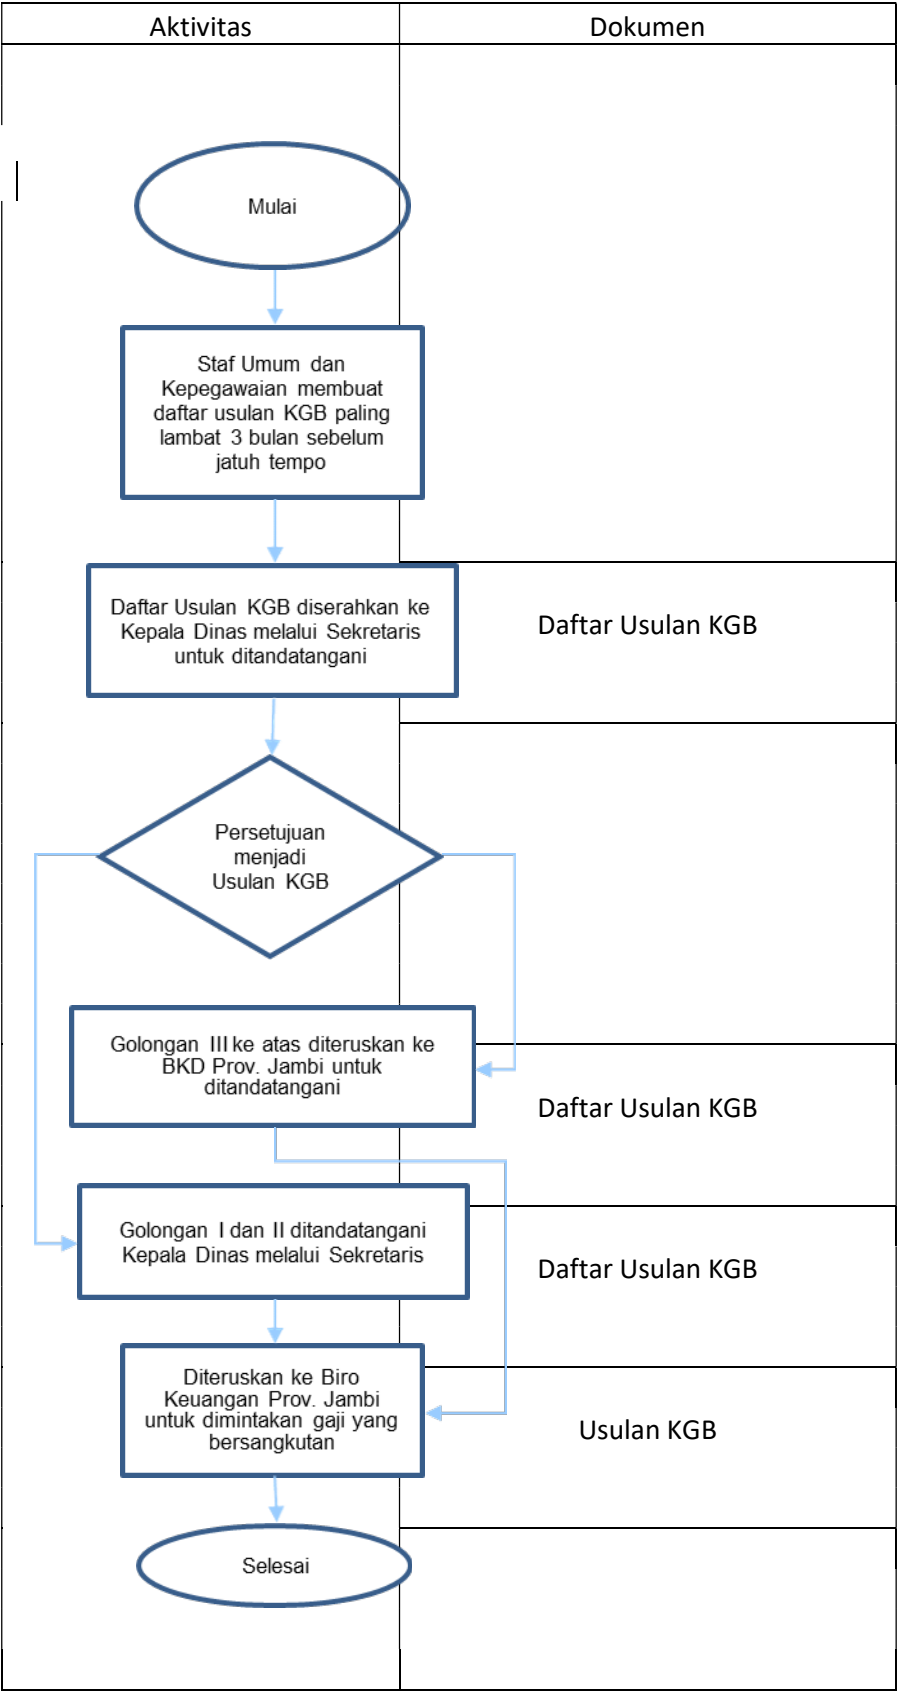 Aktivitas
Dokumen
Mulai
Staf Umum dan
Kepegawaian membuat
daftar usulan KGB paling
lambat 3 bulan sebelum
jatuh tempo
Daftar Usulan KGB diserahkan ke
Kepala Dinas melalui Sekretaris
untuk ditandatangani
Daftar Usulan KGB
Persetujuan
menjadi
Usulan KGB
Golongan III ke atas diteruskan ke
BKD Prov. Jambi untuk
ditandatangani
Daftar Usulan KGB
Golongan I dan II ditandatangani
Kepala Dinas melalui Sekretaris
Daftar Usulan KGB
Diteruskan ke Biro
Keuangan Prov. Jambi
untuk dimintakan gaji yang
bersangkutan
Usulan KGB
Selesai